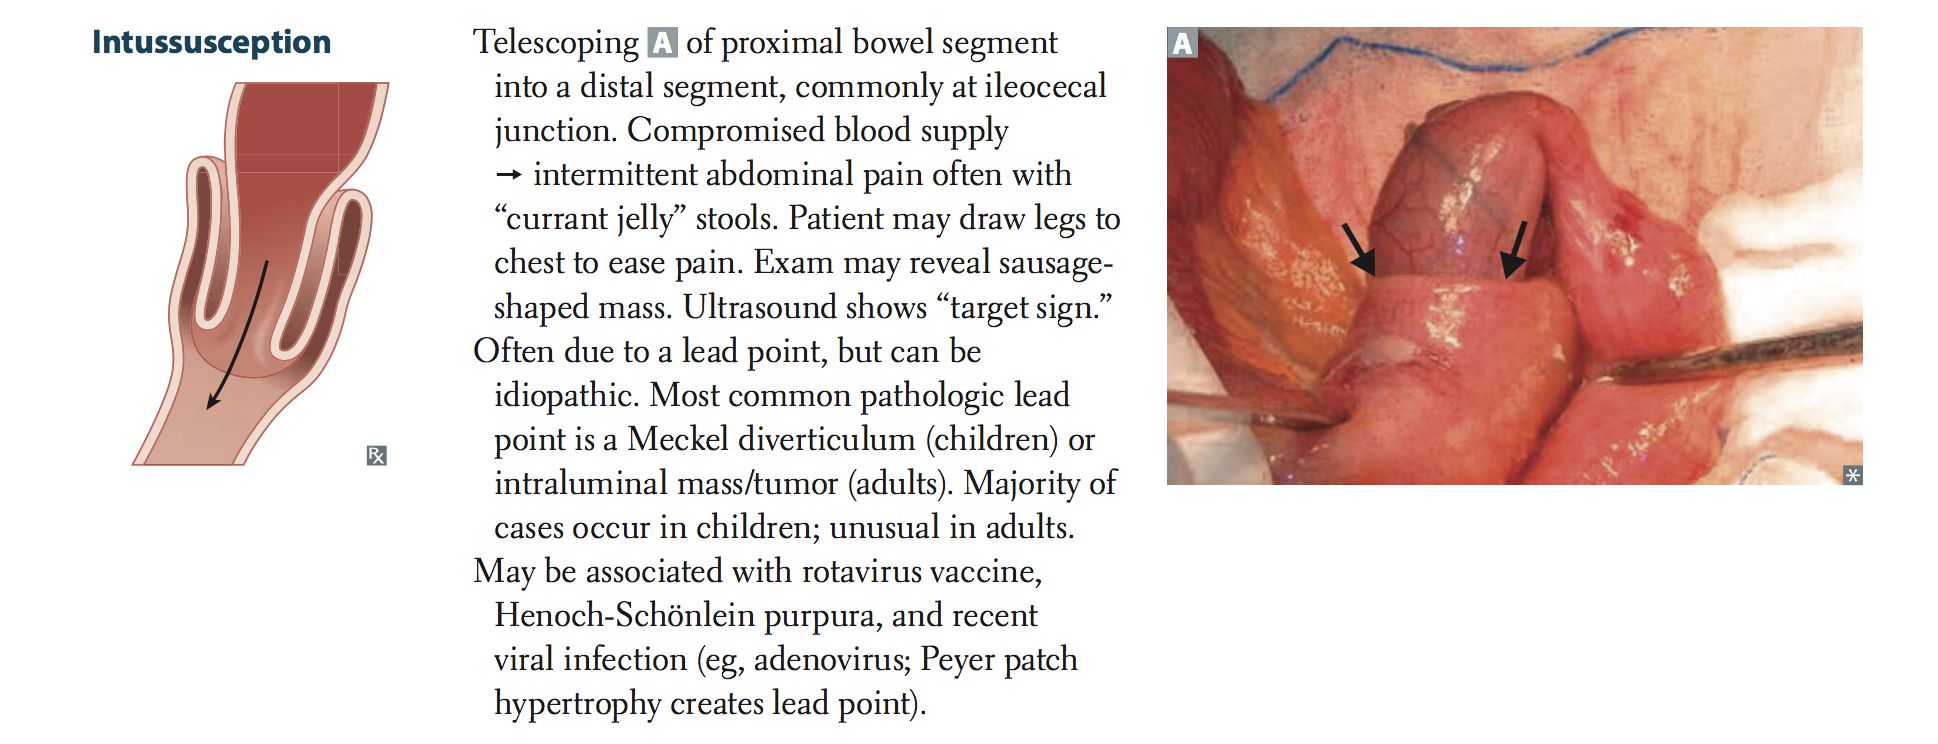 Intussusception
Telescoping A of proximal bowel segment
into a distal segment, commonly at ileocecal
junction. Compromised blood supply
→ intermittent abdominal pain often with
“currant jelly” stools. Patient may draw legs to
chest to ease pain. Exam may reveal sausage-
shaped mass. Ultrasound shows “target sign.”
Often due to a lead point, but can be
idiopathic. Most common pathologic lead
point is a Meckel diverticulum (children) or
intraluminal mass/tumor (adults). Majority of
cases occur in children; unusual in adults.
May be associated with rotavirus vaccine,
Henoch-Schönlein purpura, and recent
viral infection (eg, adenovirus; Peyer patch
hypertrophy creates lead point).
℞
A
*